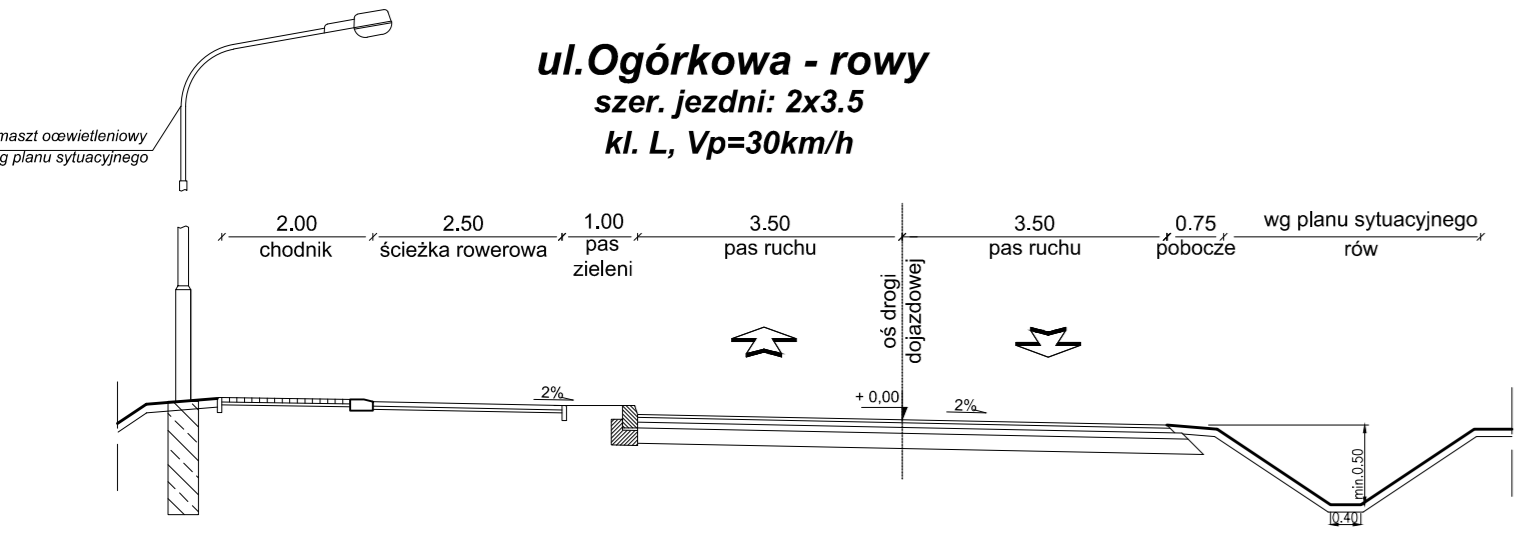 ul.Ogórkowa - rowy
szer. jezdni: 2x3.5
kl. L, Vp=30km/h
maszt oœwietleniowy
g planu sytuacyjnego
2.00
chodnik
2.50
ścieżka rowerowa
1.00
pas
zieleni
3.50
pas ruchu
3.50
pas ruchu
0.75
pobocze
wg planu sytuacyjnego
rów
oś drogi
dojazdowej
2%
+ 0,00
2%
min.0.50
0.40